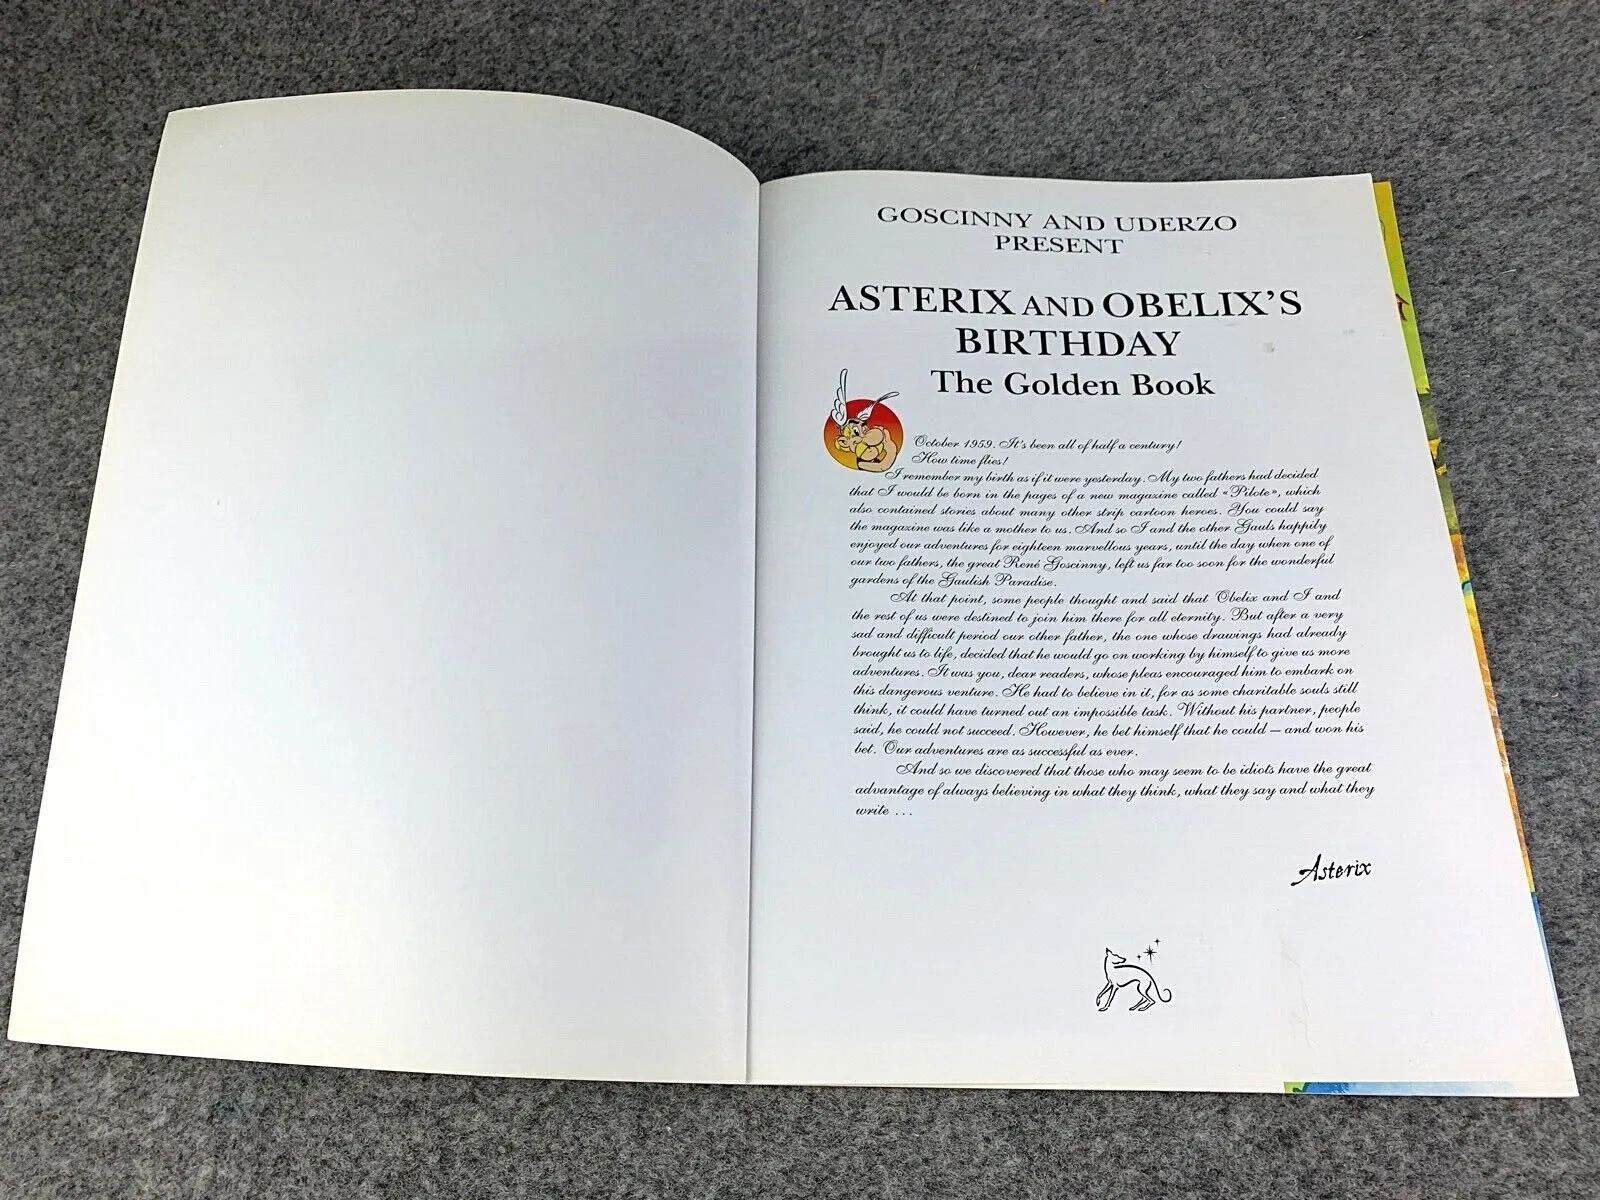 GOSCINNY AND UDERZO
PRESENT
ASTERIX AND OBELIX'S
BIRTHDAY
The Golden Book
October 1959. It's been all of half a century!
How time flies!
I remember my birth as if it were yesterday. My two fathers had decided
that I would be born in the pages of a new magazine called «Pilote», which
also contained stories about many other strip cartoon heroes. You could say
the magazine was like a mother to us. And so I and the other Gauls happily
enjoyed our adventures for eighteen marvellous years, until the day when one of
our two fathers, the great René Goscinny, left us far too soon for the wonderful
gardens of the Gaulish Paradise.
At that point, some people thought and said that Obelix and I and
the rest of us were destined to join him there for all eternity. But after a very
sad and difficult period our other father, the one whose drawings had already
brought us to life, decided that he would go on working by himself to give us more
adventures. It was you, dear readers, whose pleas encouraged him to embark on
this dangerous venture. He had to believe in it, for as some charitable souls still
think, it could have turned out an impossible task. Without his partner, people
said, he could not succeed. However, he bet himself that he could – and won his
bet. Our adventures are as successful as ever.
And so we discovered that those who may seem to be idiots have the great
advantage of always believing in what they think, what they say and what they
write ...
Asterix